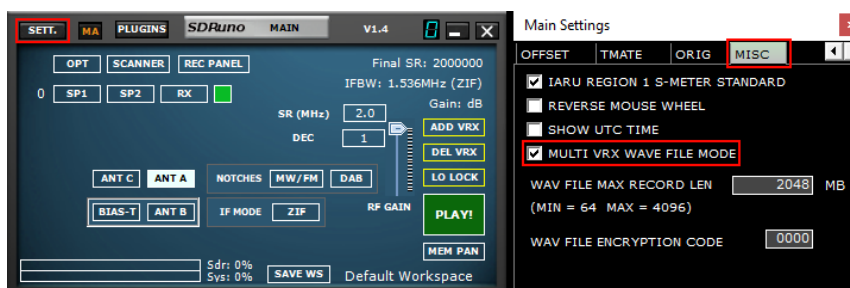 SETT. MA PLUGINS SDRuno MAIN V1.4
OPT SCANNER REC PANEL Final SR: 2000000
IFBW: 1.536MHz (ZIF)
0 SP1 SP2 RX Gain: dB
SR (MHz) 2.0
ADD VRX
DEC 1
DEL VRX
ANT C ANT A NOTCHES MW/FM DAB LO LOCK
BIAS-T ANT B IF MODE ZIF RF GAIN PLAY!
MEM PAN
Sdr: 0%
Sys: 0% SAVE WS Default Workspace
Main Settings
OFFSET TMATE ORIG MISC
IARU REGION 1 S-METER STANDARD
REVERSE MOUSE WHEEL
SHOW UTC TIME
MULTI VRX WAVE FILE MODE
WAV FILE MAX RECORD LEN 2048 MB
(MIN = 64 MAX = 4096)
WAV FILE ENCRYPTION CODE 0000